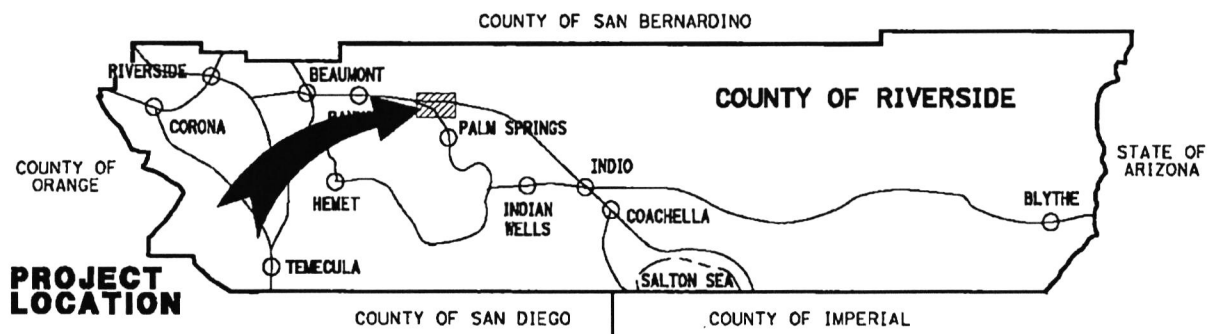 COUNTY OF SAN BERNARDINO
RIVERSIDE
BEAUMONT
COUNTY OF RIVERSIDE
CORONA
PALM SPRINGS
COUNTY OF
ORANGE
STATE OF
ARIZONA
INDIO
HEMET
INDIAN
WELLS
COACHELLA
BLYTHE
TEMECULA
SALTON SEA
PROJECT
LOCATION
COUNTY OF SAN DIEGO
COUNTY OF IMPERIAL